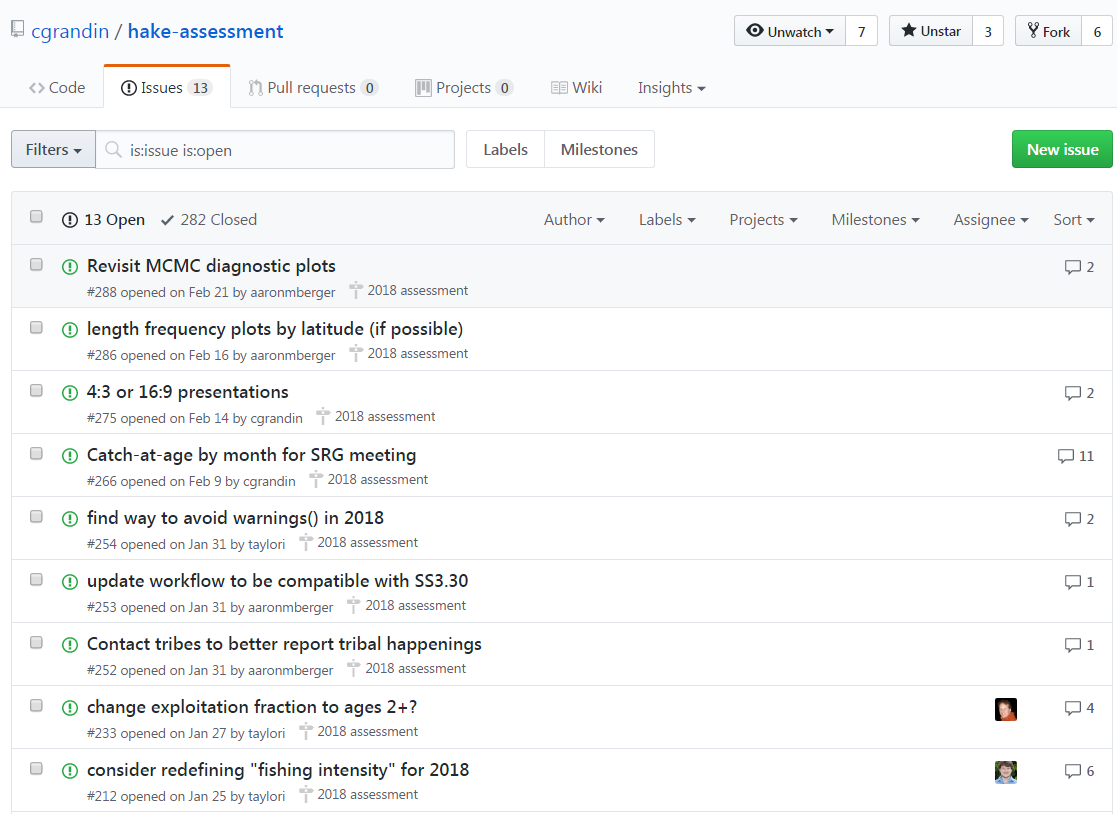 cgrandin / hake-assessment Unwatch 7 Unstar 3 Fork 6
Code Issues 13 Pull requests 0 Projects 0 Wiki Insights
Filters is:issue is:open Labels Milestones New issue
13 Open 282 Closed Author Labels Projects Milestones Assignee Sort
Revisit MCMC diagnostic plots 2
#288 opened on Feb 21 by aaronmberger 2018 assessment
length frequency plots by latitude (if possible)
#286 opened on Feb 16 by aaronmberger 2018 assessment
4:3 or 16:9 presentations 2
#275 opened on Feb 14 by cgrandin 2018 assessment
Catch-at-age by month for SRG meeting 11
#266 opened on Feb 9 by cgrandin 2018 assessment
find way to avoid warnings() in 2018 2
#254 opened on Jan 31 by taylori 2018 assessment
update workflow to be compatible with SS3.30 1
#253 opened on Jan 31 by aaronmberger 2018 assessment
Contact tribes to better report tribal happenings 1
#252 opened on Jan 31 by aaronmberger 2018 assessment
change exploitation fraction to ages 2+? 4
#233 opened on Jan 27 by taylori 2018 assessment
consider redefining "fishing intensity" for 2018 6
#212 opened on Jan 25 by taylori 2018 assessment